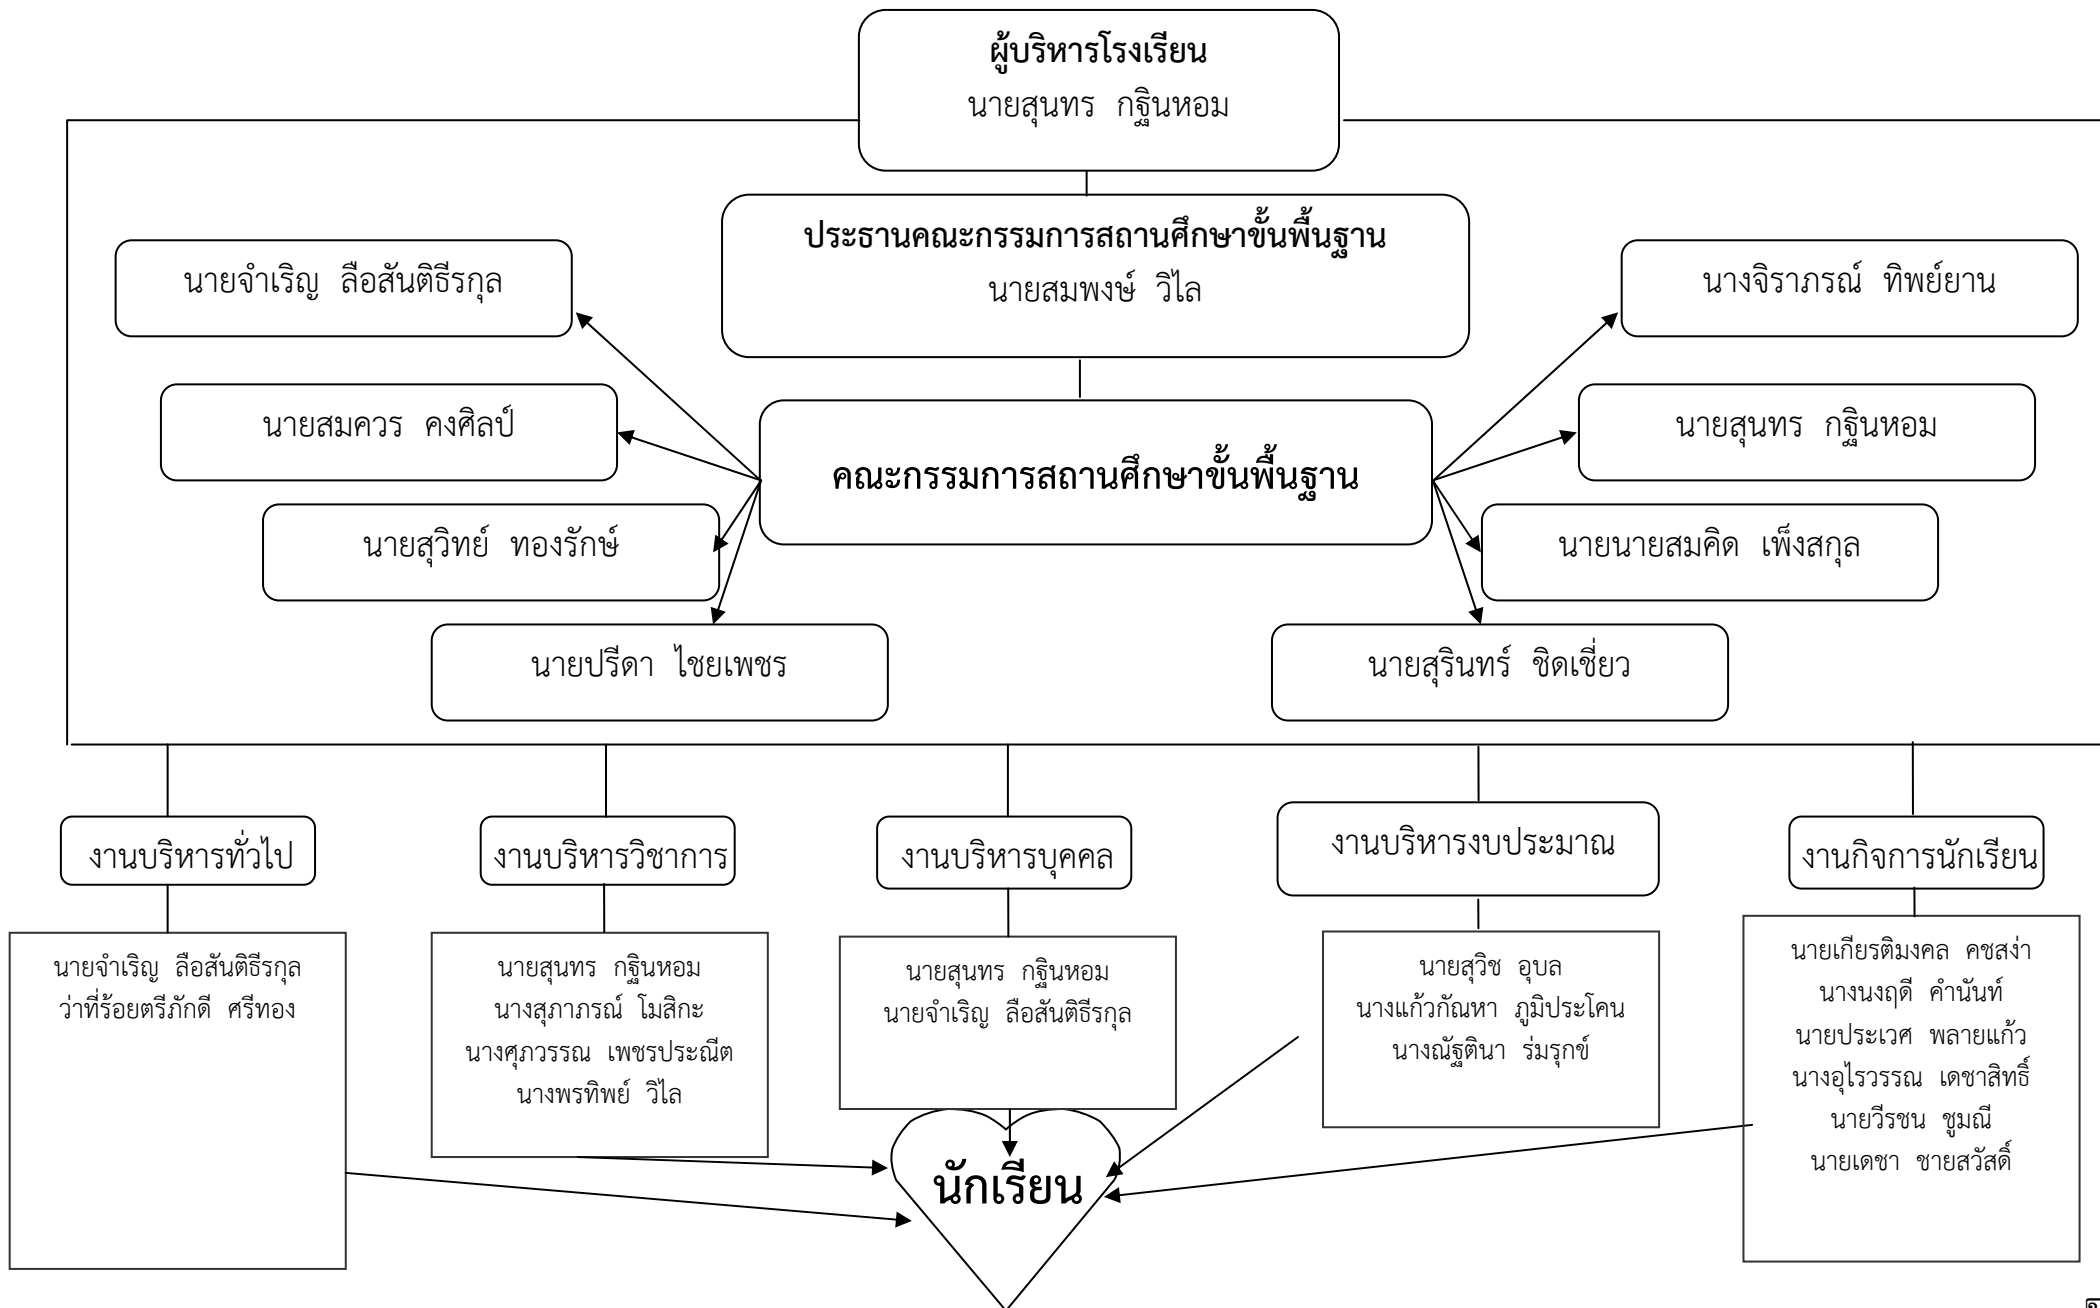 ผู้บริหารโรงเรียน
นายสุนทร กฐินหอม
ประธานคณะกรรมการสถานศึกษาขั้นพื้นฐาน
นายสมพงษ์ วิไล
นายจำเริญ ลือสันติธีรกุล
นางจิราภรณ์ ทิพย์ยาน
นายสมควร คงศิลป์
นายสุนทร กฐินหอม
คณะกรรมการสถานศึกษาขั้นพื้นฐาน
นายสุวิทย์ ทองรักษ์
นายนายสมคิด เพ็งสกุล
นายปรีดา ไชยเพชร
นายสุรินทร์ ชิดเชี่ยว
งานบริหารทั่วไป
นายจำเริญ ลือสันติธีรกุล
ว่าที่ร้อยตรีภักดี ศรีทอง
งานบริหารวิชาการ
นายสุนทร กฐินหอม
นางสุภาภรณ์ โมสิกะ
นางศุภวรรณ เพชรประณีต
นางพรทิพย์ วิไล
งานบริหารบุคคล
นายสุนทร กฐินหอม
นายจำเริญ ลือสันติธีรกุล
งานบริหารงบประมาณ
นายสุวิช อุบล
นางแก้วกัณหา ภูมิประโคน
นางณัฐตินา ร่มรุกข์
งานกิจการนักเรียน
นายเกียรติมงคล คชสง่า
นางนงฤดี คำนันท์
นายประเวศ พลายแก้ว
นางอุไรวรรณ เดชาสิทธิ์
นายวีรชน ชูมณี
นายเดชา ชายสวัสดิ์
นักเรียน